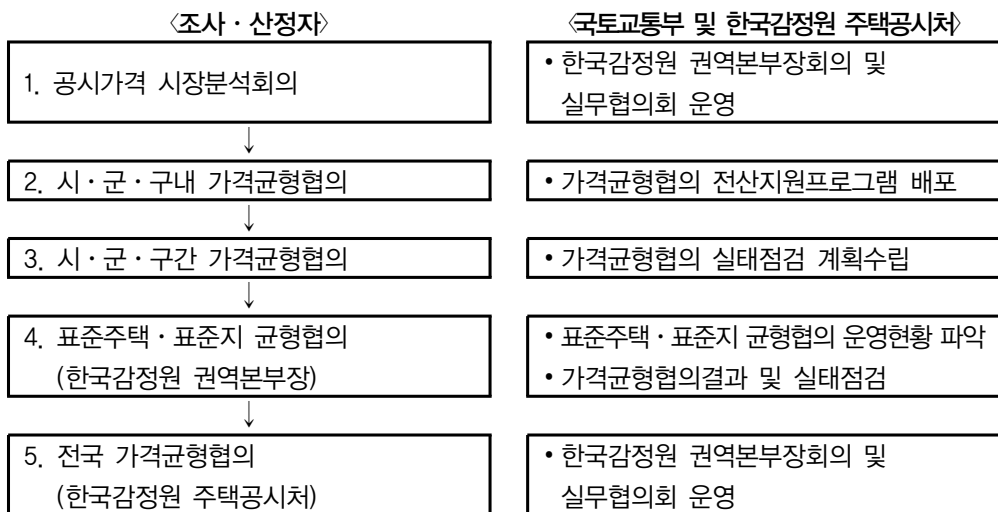 〈조사・산정자〉
〈국토교통부 및 한국감정원 주택공시처〉
1. 공시가격 시장분석회의
• 한국감정원 권역본부장회의 및
실무협의회 운영
↓
2. 시・군・구내 가격균형협의
• 가격균형협의 전산지원프로그램 배포
↓
3. 시・군・구간 가격균형협의
• 가격균형협의 실태점검 계획수립
↓
4. 표준주택・표준지 균형협의
(한국감정원 권역본부장)
• 표준주택・표준지 균형협의 운영현황 파악
• 가격균형협의결과 및 실태점검
↓
5. 전국 가격균형협의
(한국감정원 주택공시처)
• 한국감정원 권역본부장회의 및
실무협의회 운영